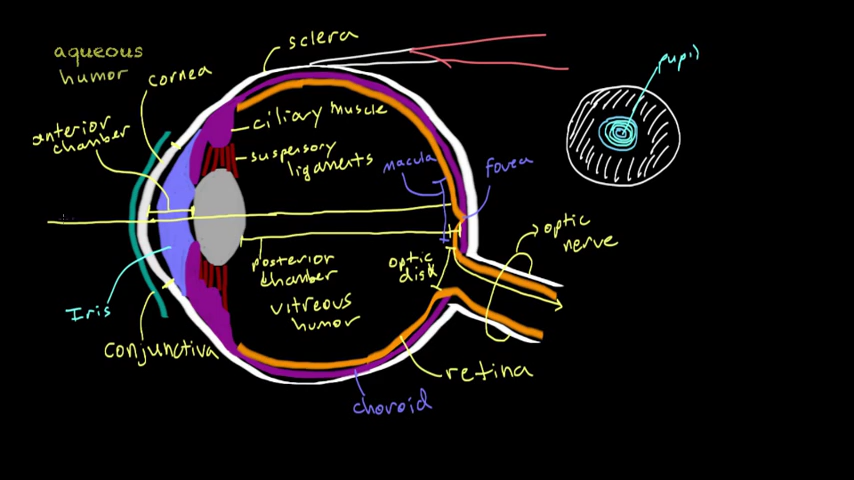 aqueous
humor
cornea
sclera
pupil
anterior
chamber
ciliary muscle
suspensory
ligaments
macula
fovea
optic
nerve
posterior
chamber
optic
disk
vitreous
humor
Iris
conjunctiva
retina
choroid